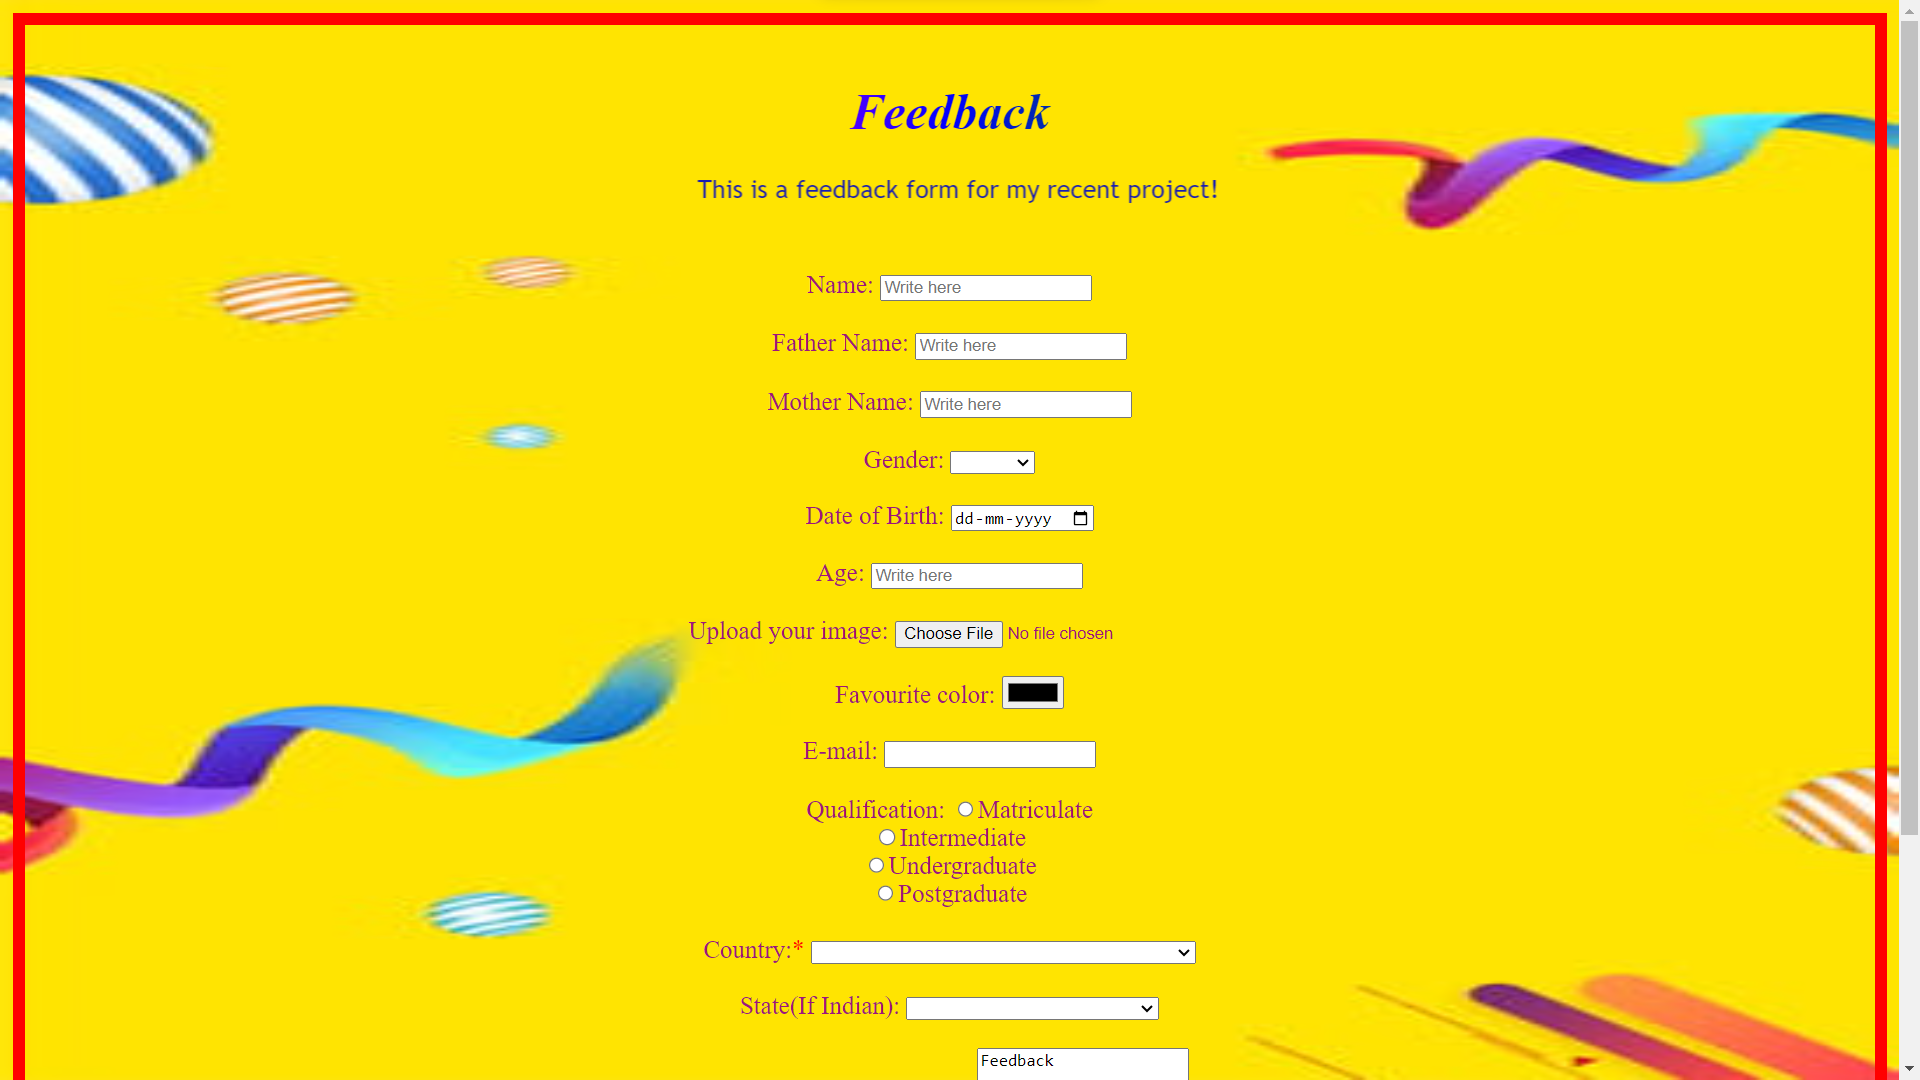 Feedback
This is a feedback form for my recent project!
Name: Write here
Father Name: Write here
Mother Name: Write here
Gender:
Date of Birth: dd-mm-yyyy
Age: Write here
Upload your image: Choose File No file chosen
Favourite color:
E-mail:
Qualification: Matriculate
Intermediate
Undergraduate
Postgraduate
Country:*
State(If Indian):
Feedback